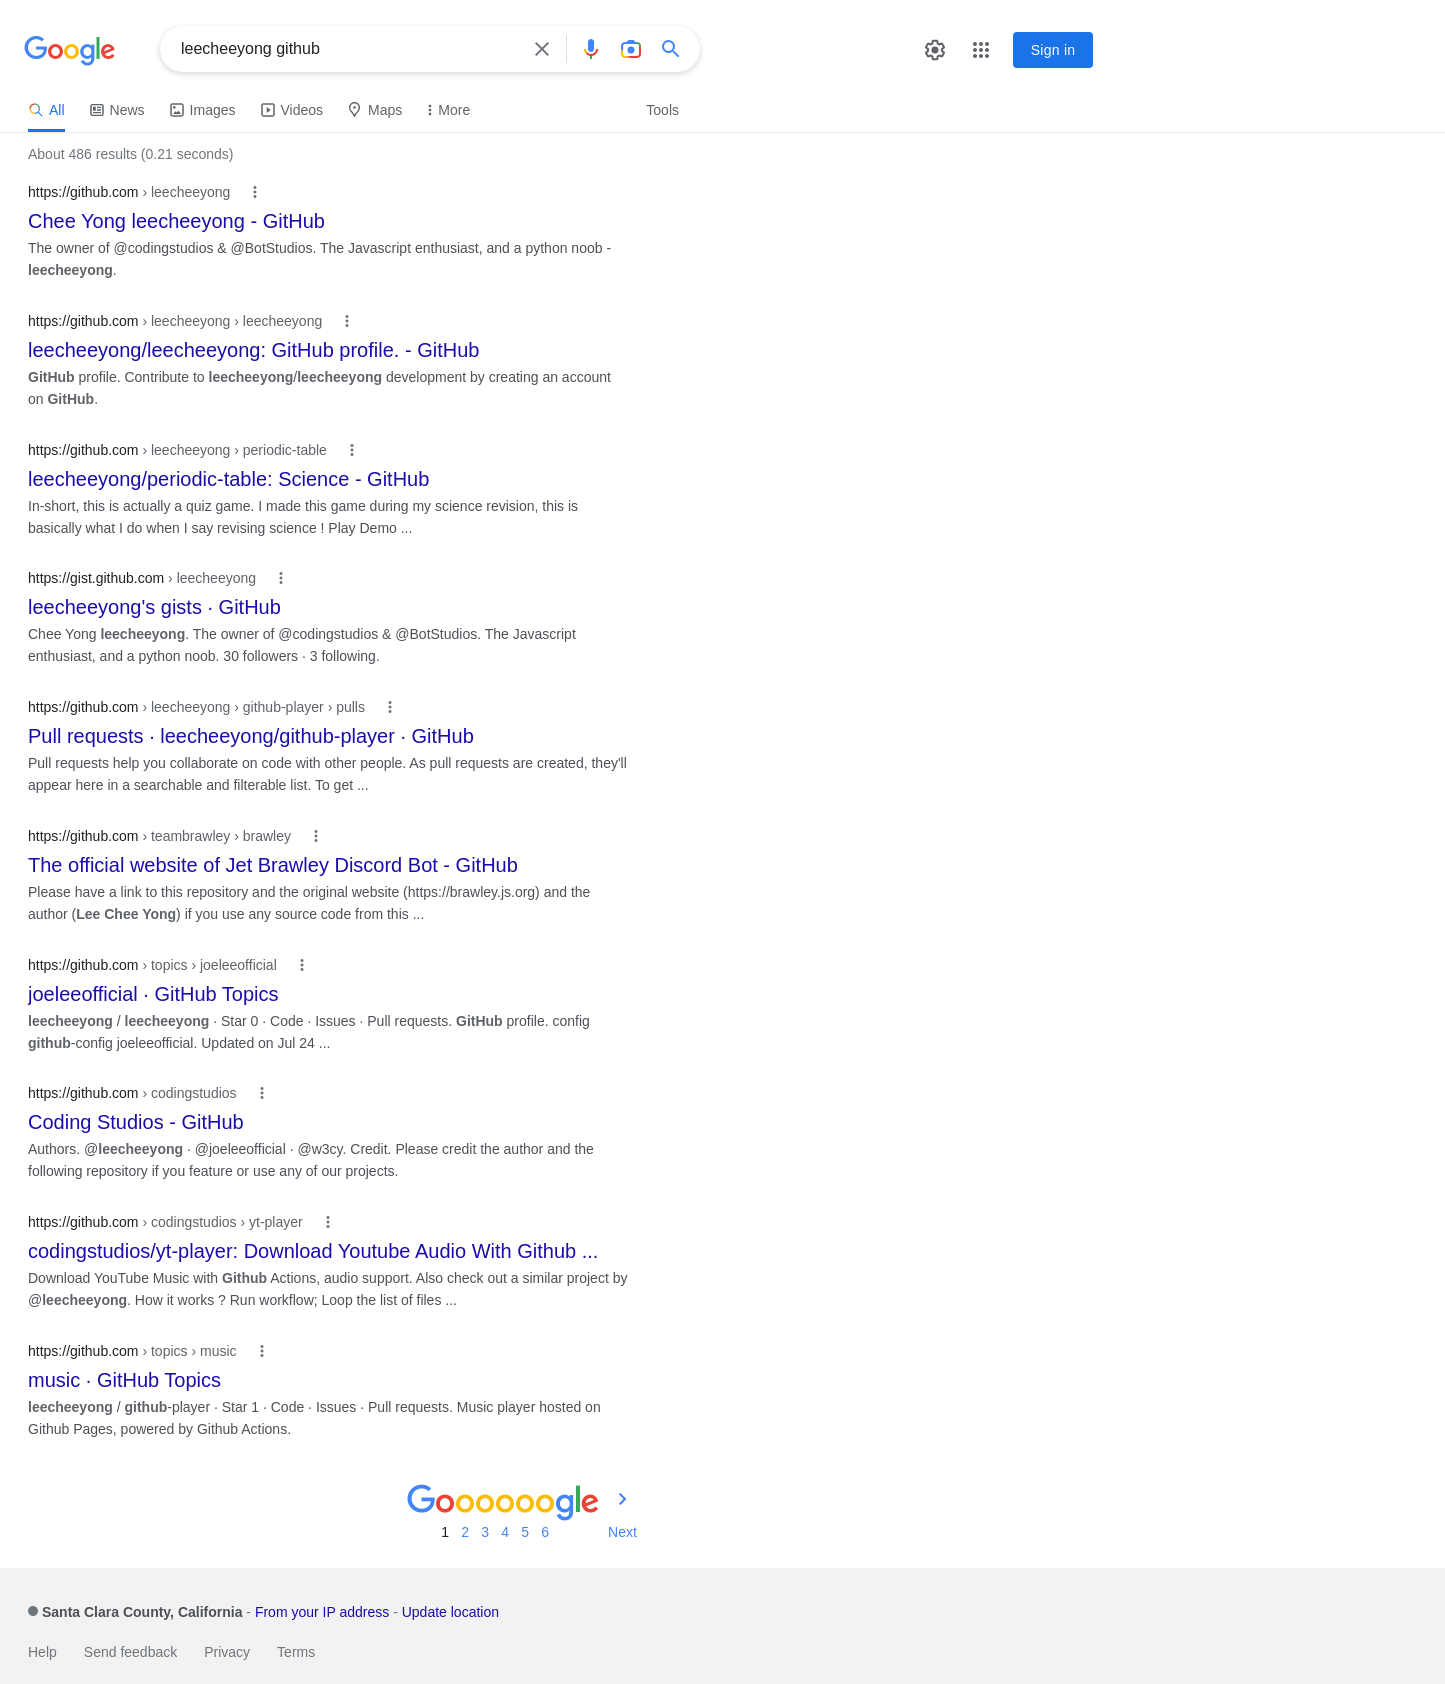 Google
leecheeyong github
Sign in
All News Images Videos Maps More Tools
About 486 results (0.21 seconds)
https://github.com › leecheeyong
Chee Yong leecheeyong - GitHub
The owner of @codingstudios & @BotStudios. The Javascript enthusiast, and a python noob -
leecheeyong.
https://github.com › leecheeyong › leecheeyong
leecheeyong/leecheeyong: GitHub profile. - GitHub
GitHub profile. Contribute to leecheeyong/leecheeyong development by creating an account
on GitHub.
https://github.com › leecheeyong › periodic-table
leecheeyong/periodic-table: Science - GitHub
In-short, this is actually a quiz game. I made this game during my science revision, this is
basically what I do when I say revising science ! Play Demo ...
https://gist.github.com › leecheeyong
leecheeyong's gists · GitHub
Chee Yong leecheeyong. The owner of @codingstudios & @BotStudios. The Javascript
enthusiast, and a python noob. 30 followers · 3 following.
https://github.com › leecheeyong › github-player › pulls
Pull requests · leecheeyong/github-player · GitHub
Pull requests help you collaborate on code with other people. As pull requests are created, they'll
appear here in a searchable and filterable list. To get ...
https://github.com › teambrawley › brawley
The official website of Jet Brawley Discord Bot - GitHub
Please have a link to this repository and the original website (https://brawley.js.org) and the
author (Lee Chee Yong) if you use any source code from this ...
https://github.com › topics › joeleeofficial
joeleeofficial · GitHub Topics
leecheeyong / leecheeyong · Star 0 · Code · Issues · Pull requests. GitHub profile. config
github-config joeleeofficial. Updated on Jul 24 ...
https://github.com › codingstudios
Coding Studios - GitHub
Authors. @leecheeyong · @joeleeofficial · @w3cy. Credit. Please credit the author and the
following repository if you feature or use any of our projects.
https://github.com › codingstudios › yt-player
codingstudios/yt-player: Download Youtube Audio With Github ...
Download YouTube Music with Github Actions, audio support. Also check out a similar project by
@leecheeyong. How it works ? Run workflow; Loop the list of files ...
https://github.com › topics › music
music · GitHub Topics
leecheeyong / github-player · Star 1 · Code · Issues · Pull requests. Music player hosted on
Github Pages, powered by Github Actions.
Goooooogle
1 2 3 4 5 6 Next
Santa Clara County, California - From your IP address - Update location
Help Send feedback Privacy Terms